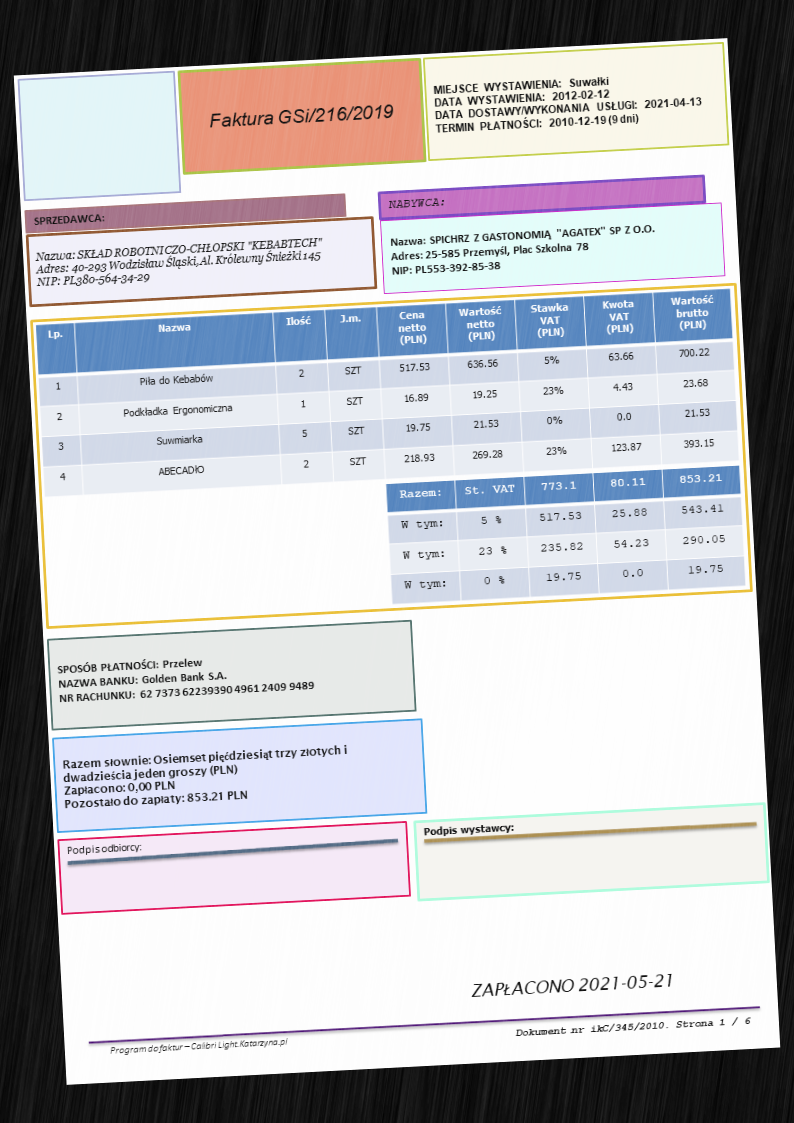 Faktura GSi/216/2019
MIEJSCE WYSTAWIENIA: Suwałki
DATA WYSTAWIENIA: 2012-02-12
DATA DOSTAWY/WYKONANIA USŁUGI: 2021-04-13
TERMIN PŁATNOŚCI: 2010-12-19 (9 dni)
SPRZEDAWCA:
Nazwa: SKŁAD ROBOTNICZO-CHŁOPSKI "KEBABTECH"
Adres: 40-293 Wodzisław Śląski, Al. Królewny Śnieżki 145
NIP: PL380-564-34-29
NABYWCA:
Nazwa: SPICHRZ Z GASTONOMIĄ "AGATEX" SP Z O.O.
Adres: 25-585 Przemyśl, Plac Szkolna 78
NIP: PL553-392-85-38
Lp. Nazwa Ilość J.m. Cena netto (PLN) Wartość netto (PLN) Stawka VAT (PLN) Kwota VAT (PLN) Wartość brutto (PLN)
1 Piła do Kebabów 2 SZT 517.53 636.56 5% 63.66 700.22
2 Podkładka Ergonomiczna 1 SZT 16.89 19.25 23% 4.43 23.68
3 Suwmiarka 5 SZT 19.75 21.53 0% 0.0 21.53
4 ABECADŁO 2 SZT 218.93 269.28 23% 123.87 393.15
Razem: St. VAT 773.1 80.11 853.21
W tym: 5 % 517.53 25.88 543.41
W tym: 23 % 235.82 54.23 290.05
W tym: 0 % 19.75 0.0 19.75
SPOSÓB PŁATNOŚCI: Przelew
NAZWA BANKU: Golden Bank S.A.
NR RACHUNKU: 62 7373 62239390 4961 2409 9489
Razem słownie: Osiemset pięćdziesiąt trzy złotych i
dwadzieścia jeden groszy (PLN)
Zapłacono: 0,00 PLN
Pozostało do zapłaty: 853.21 PLN
Podpis odbiorcy:
Podpis wystawcy:
ZAPŁACONO 2021-05-21
Program do faktur – Calibri Light.Katarzyna.pl
Dokument nr ikC/345/2010. Strona 1 / 6